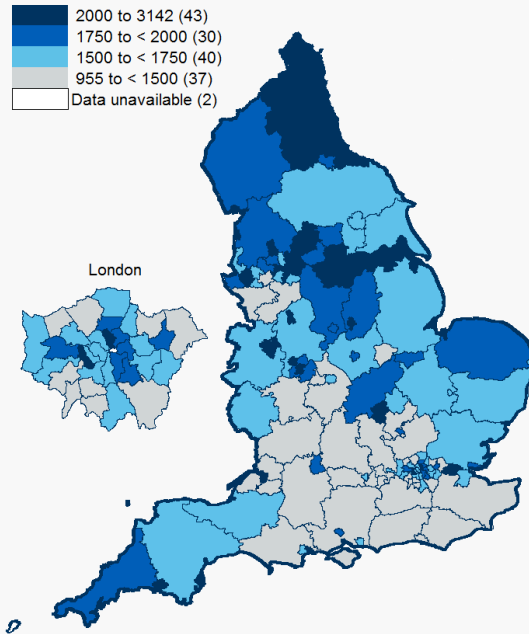 2000 to 3142 (43)
1750 to < 2000 (30)
1500 to < 1750 (40)
955 to < 1500 (37)
Data unavailable (2)
London